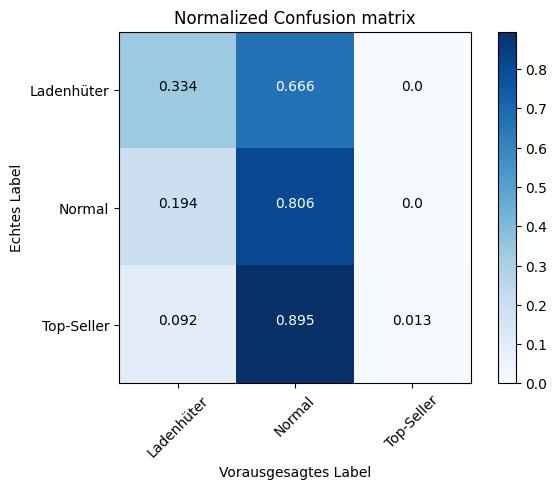 Normalized Confusion matrix
Echtes Label
Ladenhüter
0.334
0.666
0.0
Normal
0.194
0.806
0.0
Top-Seller
0.092
0.895
0.013
Ladenhüter
Normal
Top-Seller
Vorausgesagtes Label
0.8
0.7
0.6
0.5
0.4
0.3
0.2
0.1
0.0